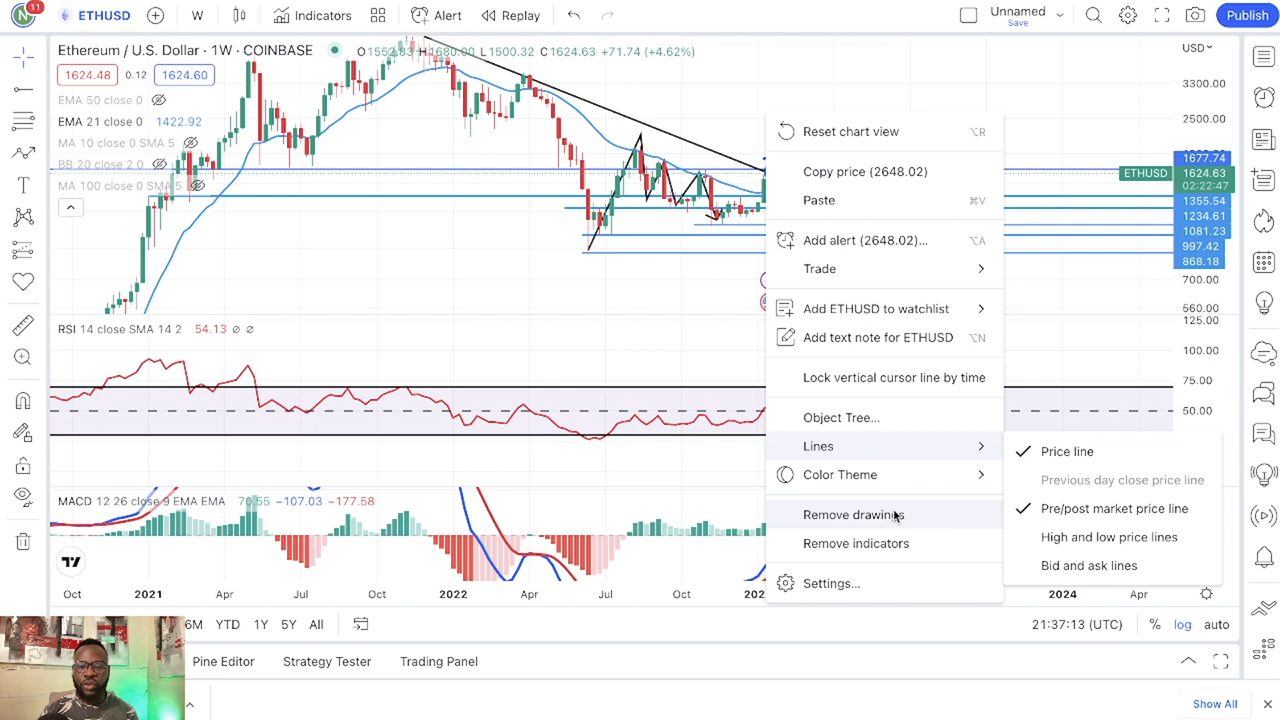 N
11
ETHUSD
W
Indicators
Alert
Replay
Unnamed
Save
Publish
Ethereum / U.S. Dollar · 1W · COINBASE
O1552.83 H1680.00 L1500.32 C1624.63 +71.74 (+4.62%)
1624.48
0.12
1624.60
EMA 50 close 0
EMA 21 close 0 1422.92
MA 10 close 0 SMA 5
BB 20 close 2 0
MA 100 close 0 SMA 5
USD
3300.00
2500.00
1677.74
ETHUSD
1624.63
02:22:47
1355.54
1234.61
1081.23
997.42
868.18
700.00
560.00
RSI 14 close SMA 14 2 54.13 ∅ ∅
125.00
100.00
75.00
50.00
MACD 12 26 close 9 EMA EMA 70.55 −107.03 −177.58
Oct
2021
Apr
Jul
Oct
2022
Apr
Jul
Oct
2024
Apr
Reset chart view ⌥R
Copy price (2648.02)
Paste ⌘V
Add alert (2648.02)... ⌥A
Trade
Add ETHUSD to watchlist
Add text note for ETHUSD ⌥N
Lock vertical cursor line by time
Object Tree...
Lines
Color Theme
Remove drawings
Remove indicators
Settings...
Price line
Previous day close price line
Pre/post market price line
High and low price lines
Bid and ask lines
6M
YTD
1Y
5Y
All
21:37:13 (UTC)
%
log
auto
Pine Editor
Strategy Tester
Trading Panel
Show All